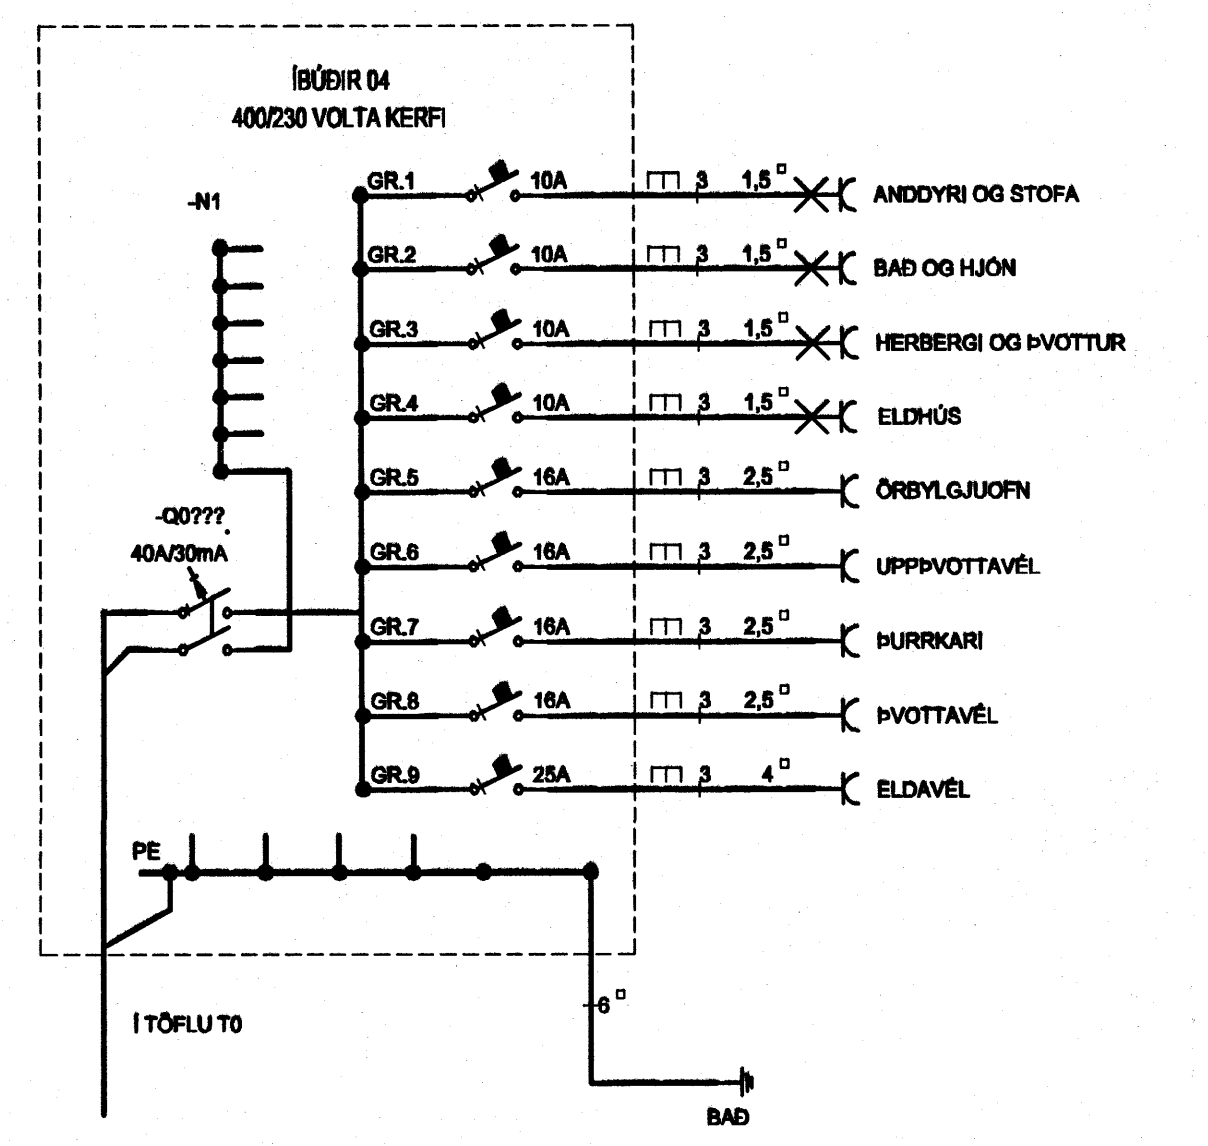 ÍBÚÐIR 04
400/230 VOLTA KERFI
-N1
GR.1 10A 3 1,5 □ ANDDYRI OG STOFA
GR.2 10A 3 1,5 □ BAÐ OG HJÓN
GR.3 10A 3 1,5 □ HERBERGI OG ÞVOTTUR
GR.4 10A 3 1,5 □ ELDHÚS
GR.5 16A 3 2,5 □ ÖRBYLGJUOFN
-Q0???
40A/30mA
GR.6 16A 3 2,5 □ UPPÞVOTTAVÉL
GR.7 16A 3 2,5 □ ÞURRKARI
GR.8 16A 3 2,5 □ ÞVOTTAVÉL
GR.9 25A 3 4 □ ELDAVÉL
PE
6 □
Í TÖFLU T0
BAÐ